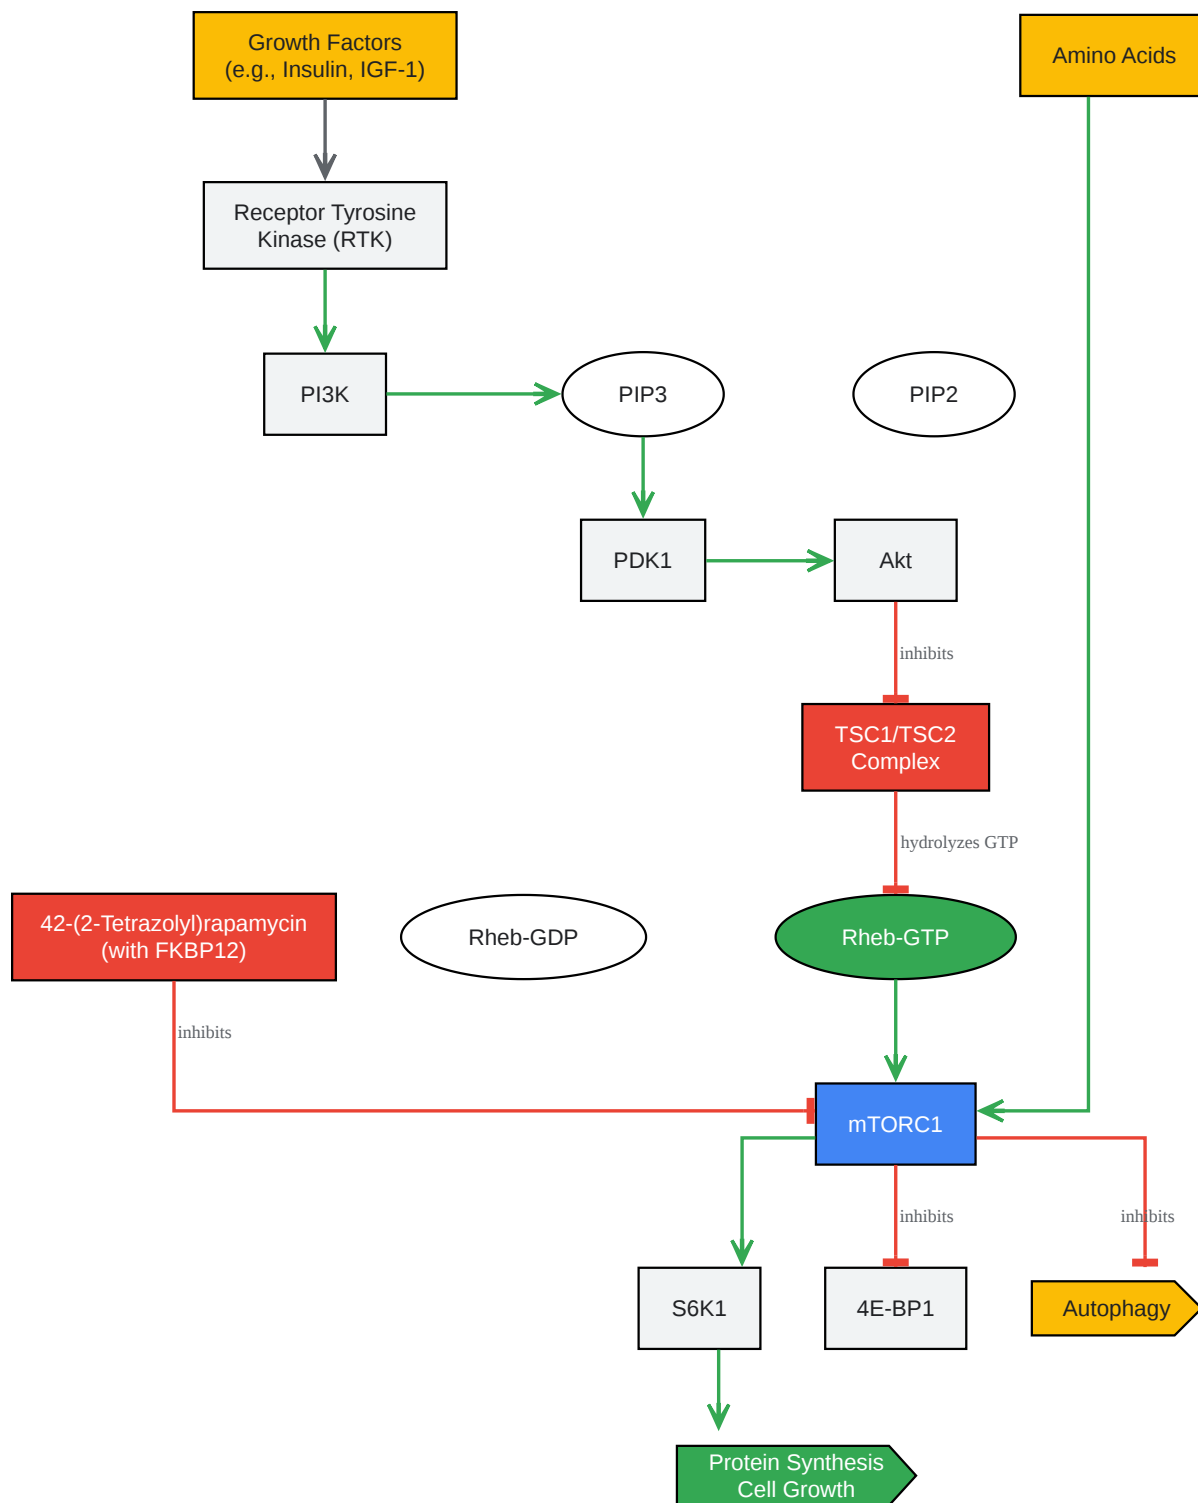 Growth Factors
(e.g., Insulin, IGF-1)
Amino Acids
Receptor Tyrosine
Kinase (RTK)
PI3K
PIP3
PIP2
PDK1
Akt
inhibits
TSC1/TSC2
Complex
hydrolyzes GTP
42-(2-Tetrazolyl)rapamycin
(with FKBP12)
Rheb-GDP
Rheb-GTP
inhibits
mTORC1
inhibits
inhibits
S6K1
4E-BP1
Autophagy
Protein Synthesis
Cell Growth